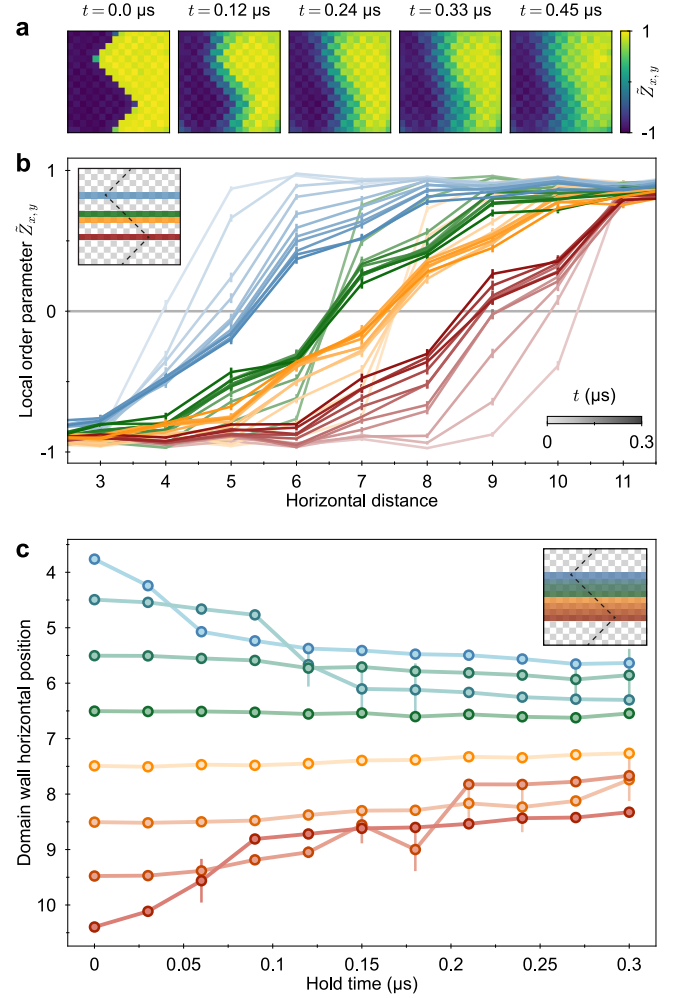 t = 0.0 µs t = 0.12 µs t = 0.24 µs t = 0.33 µs t = 0.45 µs
a
1
-1
Z̃x,y
b
Local order parameter Z̃x,y
1
0
-1
t (µs)
0 0.3
3 4 5 6 7 8 9 10 11
Horizontal distance
c
Domain wall horizontal position
4
5
6
7
8
9
10
0 0.05 0.1 0.15 0.2 0.25 0.3
Hold time (µs)